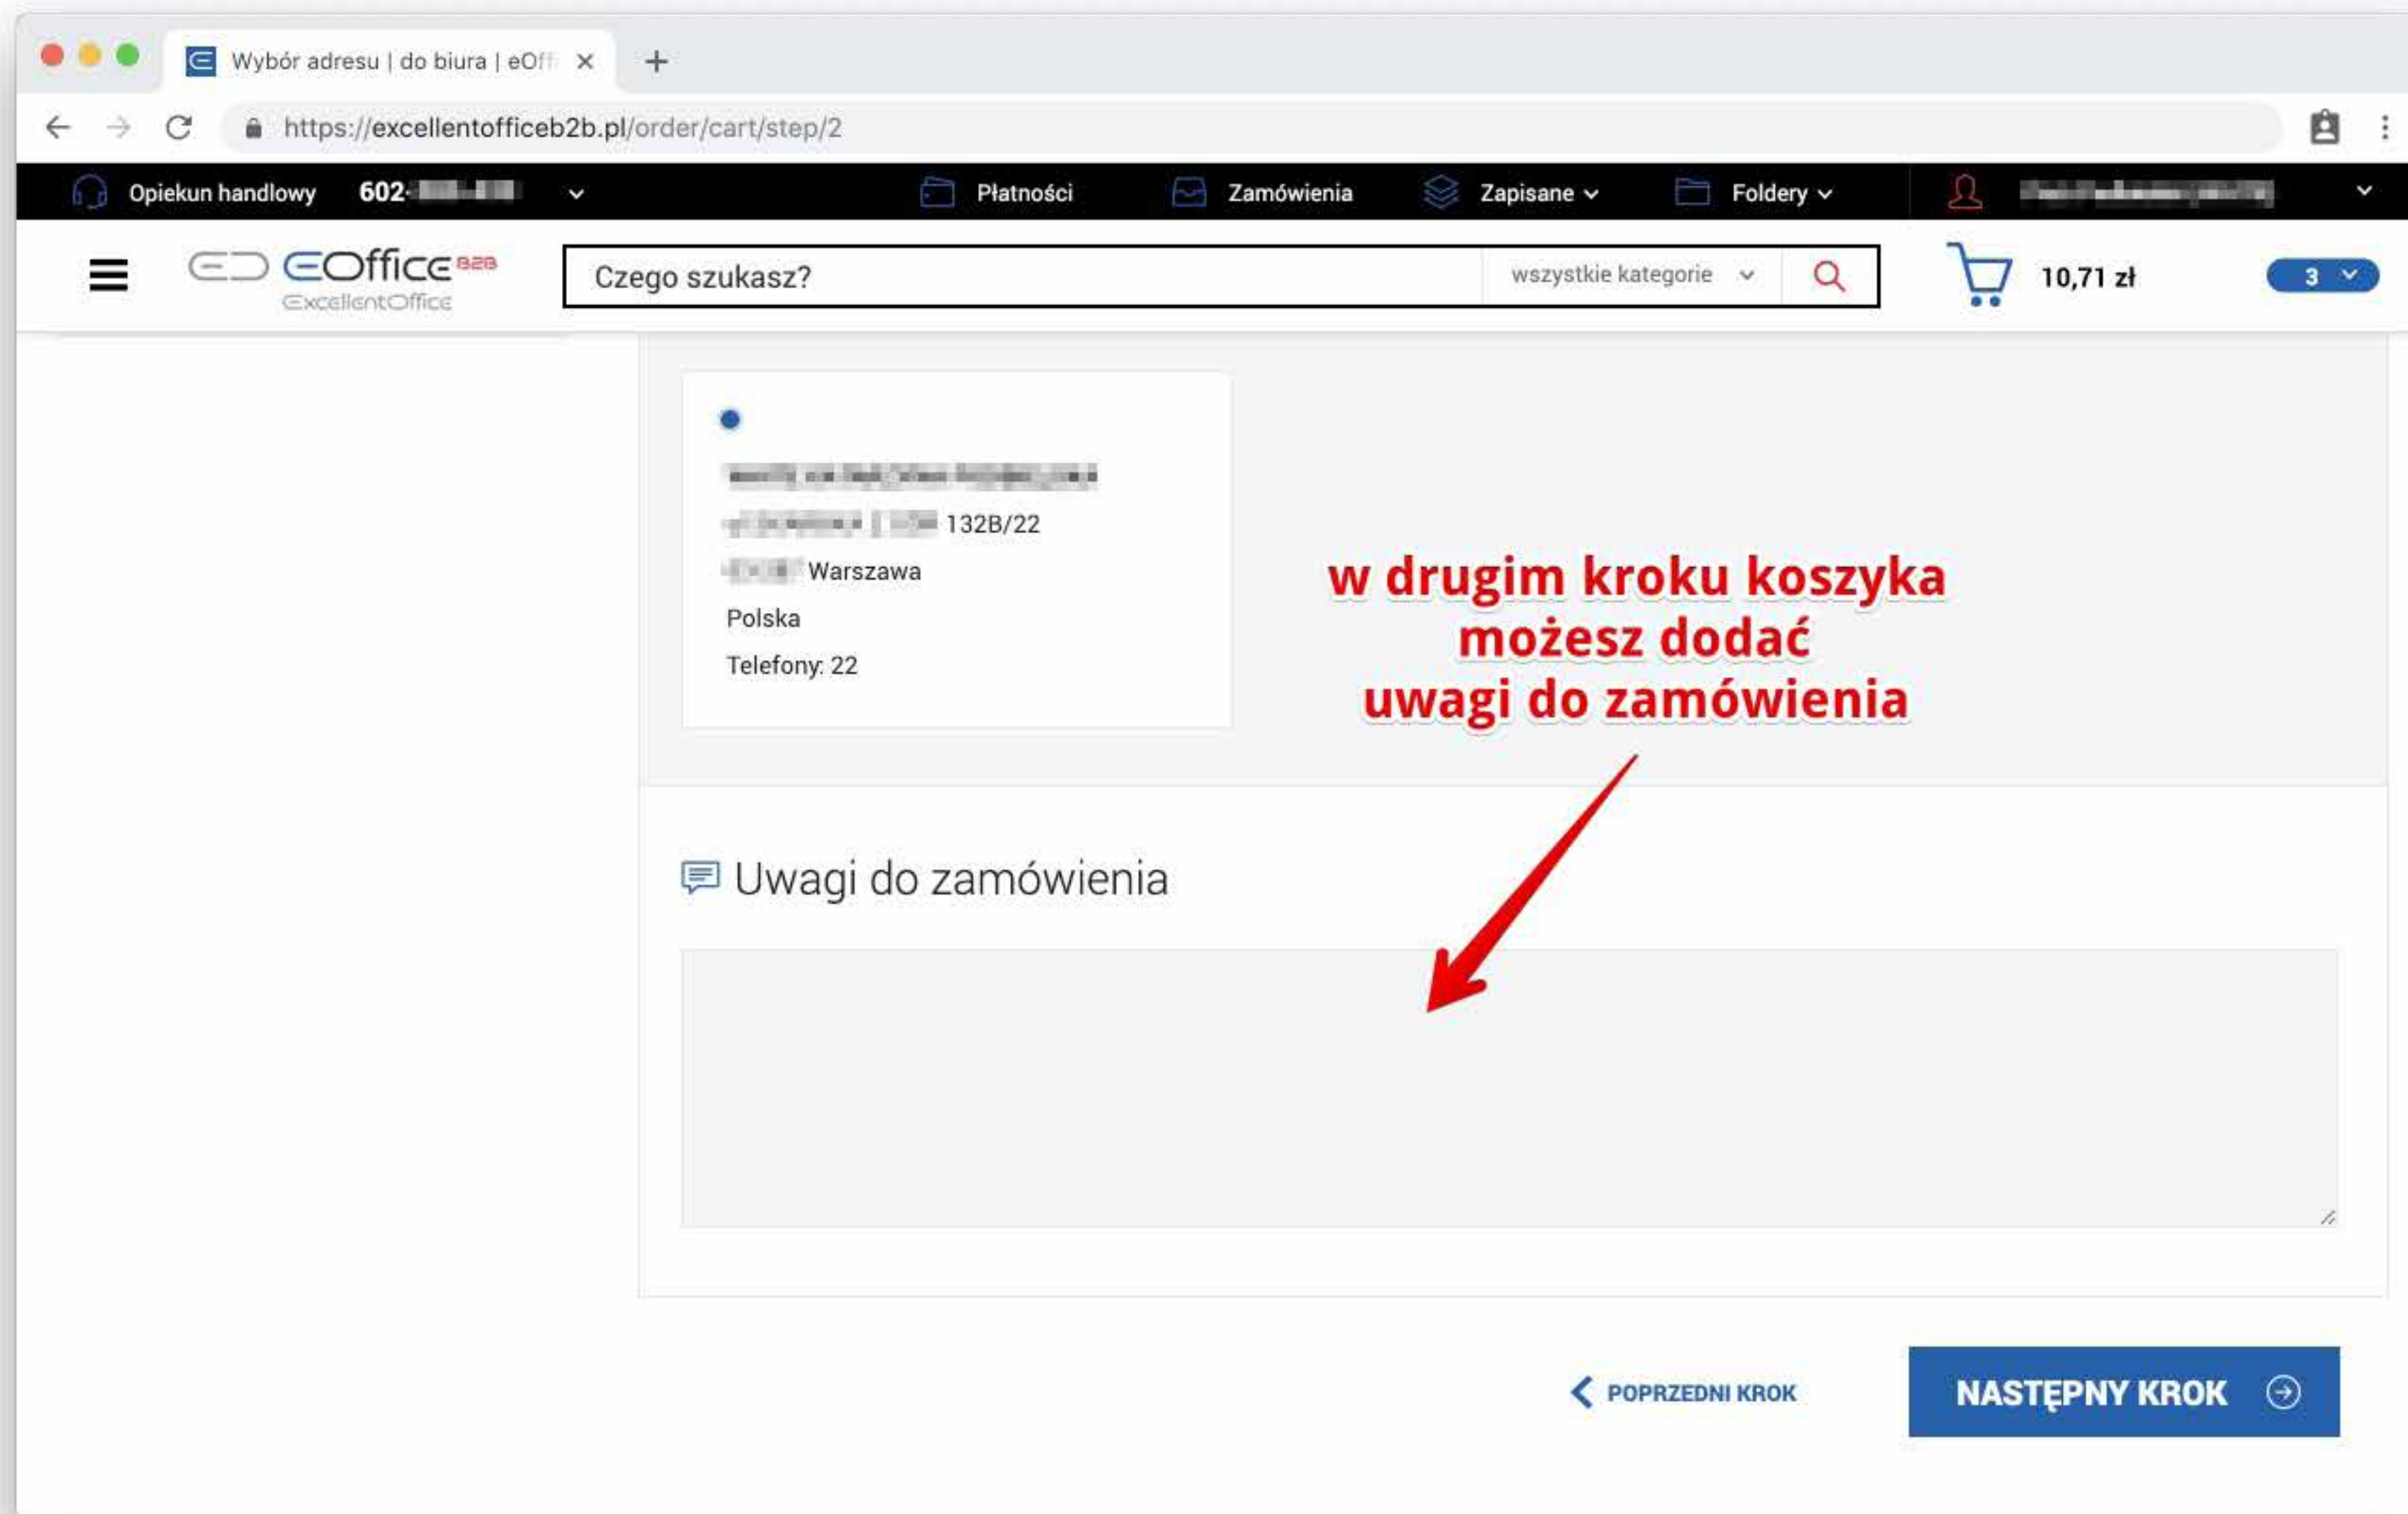 Wybór adresu | do biura | eOffi
https://excellentofficeb2b.pl/order/cart/step/2
Opiekun handlowy 602- Płatności Zamówienia Zapisane Foldery
EOffice B2B
ExcellentOffice
Czego szukasz? wszystkie kategorie 10,71 zł 3
132B/22
Warszawa
Polska
Telefony: 22
w drugim kroku koszyka
możesz dodać
uwagi do zamówienia
Uwagi do zamówienia
POPRZEDNI KROK NASTĘPNY KROK